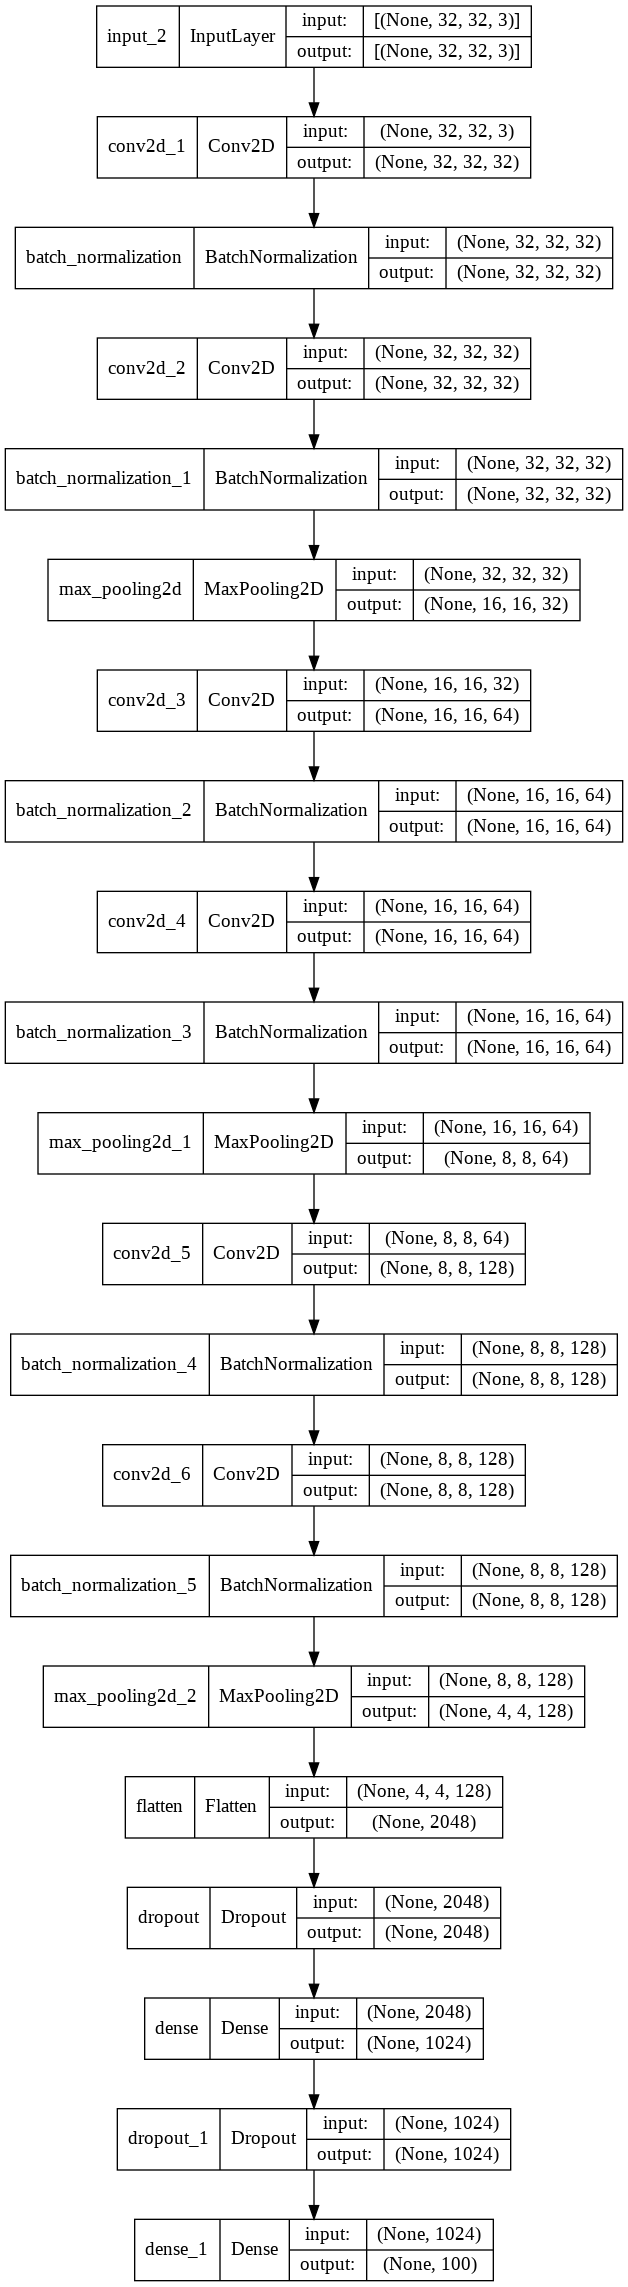 input_2 InputLayer input: [(None, 32, 32, 3)]
output: [(None, 32, 32, 3)]
conv2d_1 Conv2D input: (None, 32, 32, 3)
output: (None, 32, 32, 32)
batch_normalization BatchNormalization input: (None, 32, 32, 32)
output: (None, 32, 32, 32)
conv2d_2 Conv2D input: (None, 32, 32, 32)
output: (None, 32, 32, 32)
batch_normalization_1 BatchNormalization input: (None, 32, 32, 32)
output: (None, 32, 32, 32)
max_pooling2d MaxPooling2D input: (None, 32, 32, 32)
output: (None, 16, 16, 32)
conv2d_3 Conv2D input: (None, 16, 16, 32)
output: (None, 16, 16, 64)
batch_normalization_2 BatchNormalization input: (None, 16, 16, 64)
output: (None, 16, 16, 64)
conv2d_4 Conv2D input: (None, 16, 16, 64)
output: (None, 16, 16, 64)
batch_normalization_3 BatchNormalization input: (None, 16, 16, 64)
output: (None, 16, 16, 64)
max_pooling2d_1 MaxPooling2D input: (None, 16, 16, 64)
output: (None, 8, 8, 64)
conv2d_5 Conv2D input: (None, 8, 8, 64)
output: (None, 8, 8, 128)
batch_normalization_4 BatchNormalization input: (None, 8, 8, 128)
output: (None, 8, 8, 128)
conv2d_6 Conv2D input: (None, 8, 8, 128)
output: (None, 8, 8, 128)
batch_normalization_5 BatchNormalization input: (None, 8, 8, 128)
output: (None, 8, 8, 128)
max_pooling2d_2 MaxPooling2D input: (None, 8, 8, 128)
output: (None, 4, 4, 128)
flatten Flatten input: (None, 4, 4, 128)
output: (None, 2048)
dropout Dropout input: (None, 2048)
output: (None, 2048)
dense Dense input: (None, 2048)
output: (None, 1024)
dropout_1 Dropout input: (None, 1024)
output: (None, 1024)
dense_1 Dense input: (None, 1024)
output: (None, 100)